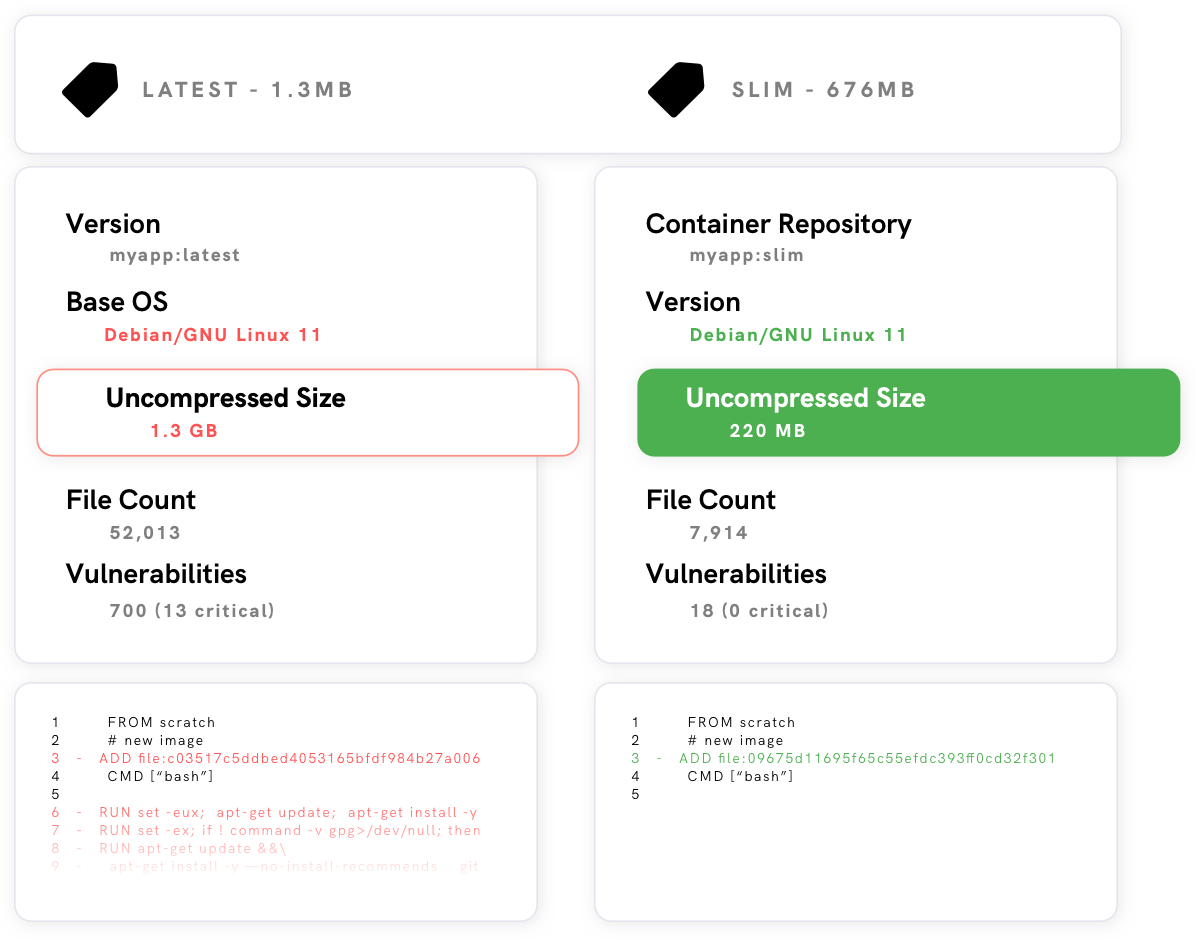 LATEST - 1.3MB
SLIM - 676MB
Version
myapp:latest
Base OS
Debian/GNU Linux 11
Uncompressed Size
1.3 GB
File Count
52,013
Vulnerabilities
700 (13 critical)
Container Repository
myapp:slim
Version
Debian/GNU Linux 11
Uncompressed Size
220 MB
File Count
7,914
Vulnerabilities
18 (0 critical)
1 FROM scratch
2 # new image
3 - ADD file:c03517c5ddbed4053165bfdf984b27a006
4 CMD [“bash”]
5
6 - RUN set -eux; apt-get update; apt-get install -y
7 - RUN set -ex; if ! command -v gpg>/dev/null; then
8 - RUN apt-get update &&\
9 - apt-get install -y —no-install-recommends git
1 FROM scratch
2 # new image
3 - ADD file:09675d11695f65c55efdc393ff0cd32f301
4 CMD [“bash”]
5